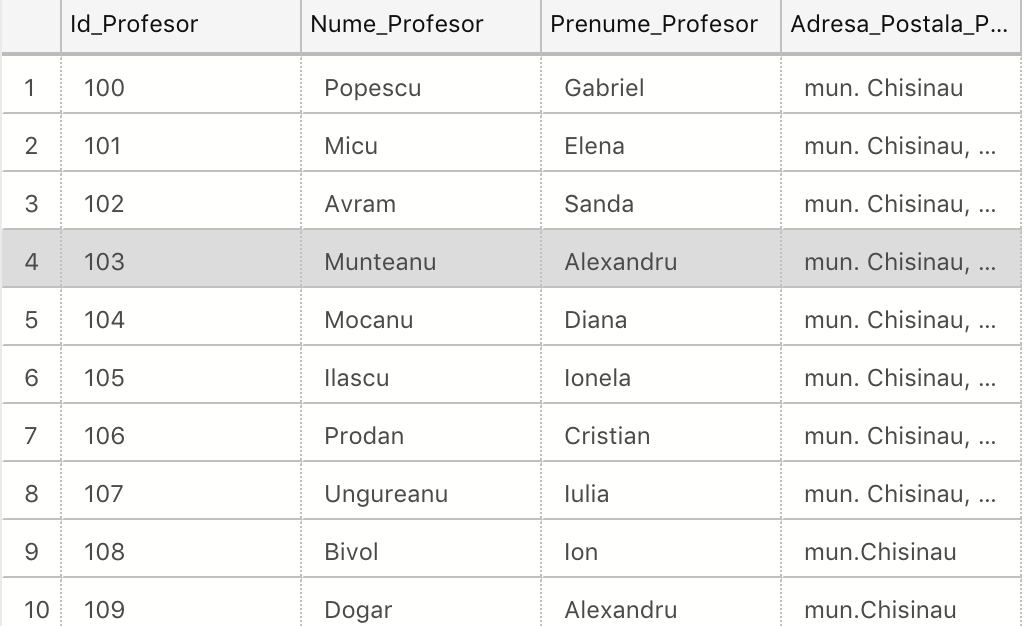 Id_Profesor Nume_Profesor Prenume_Profesor Adresa_Postala_P...
1 100 Popescu Gabriel mun. Chisinau
2 101 Micu Elena mun. Chisinau, ...
3 102 Avram Sanda mun. Chisinau, ...
4 103 Munteanu Alexandru mun. Chisinau, ...
5 104 Mocanu Diana mun. Chisinau, ...
6 105 Ilascu Ionela mun. Chisinau, ...
7 106 Prodan Cristian mun. Chisinau, ...
8 107 Ungureanu Iulia mun. Chisinau, ...
9 108 Bivol Ion mun.Chisinau
10 109 Dogar Alexandru mun.Chisinau